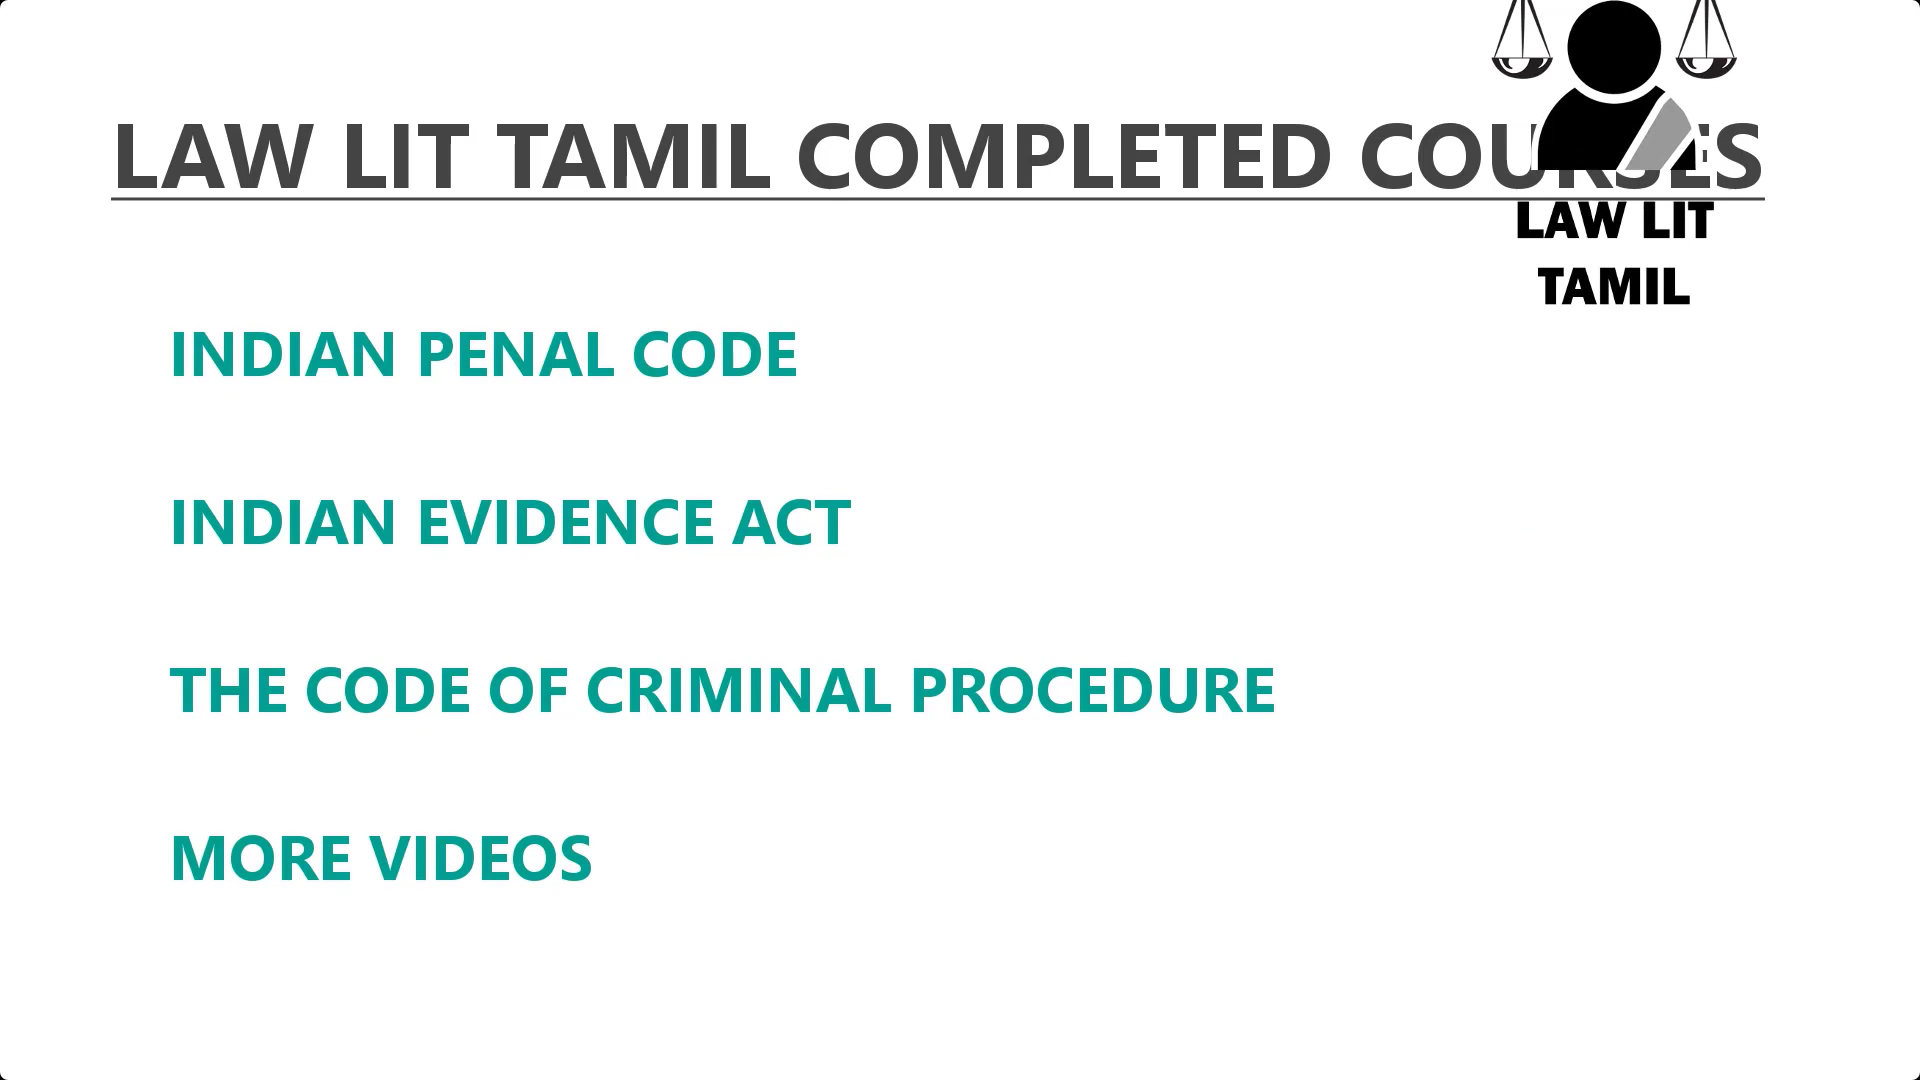 LAW LIT TAMIL COMPLETED COURSES
LAW LIT
TAMIL
INDIAN PENAL CODE
INDIAN EVIDENCE ACT
THE CODE OF CRIMINAL PROCEDURE
MORE VIDEOS